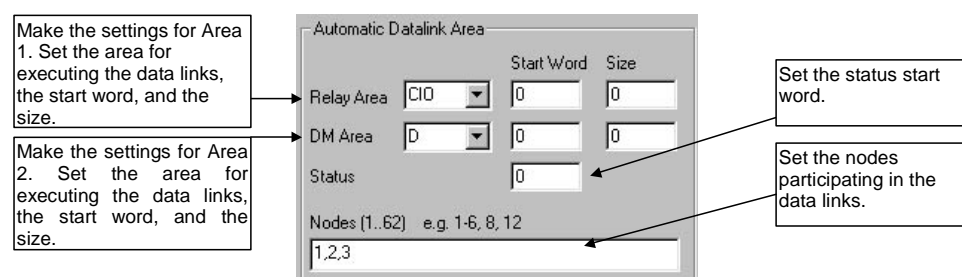 Make the settings for Area
1. Set the area for
executing the data links,
the start word, and the
size.
Make the settings for Area
2. Set the area for
executing the data links,
the start word, and the
size.
Automatic Datalink Area
Start Word Size
Relay Area CIO 0 0
DM Area D 0 0
Status 0
Nodes (1..62) e.g. 1-6, 8, 12
1,2,3
Set the status start
word.
Set the nodes
participating in the
data links.